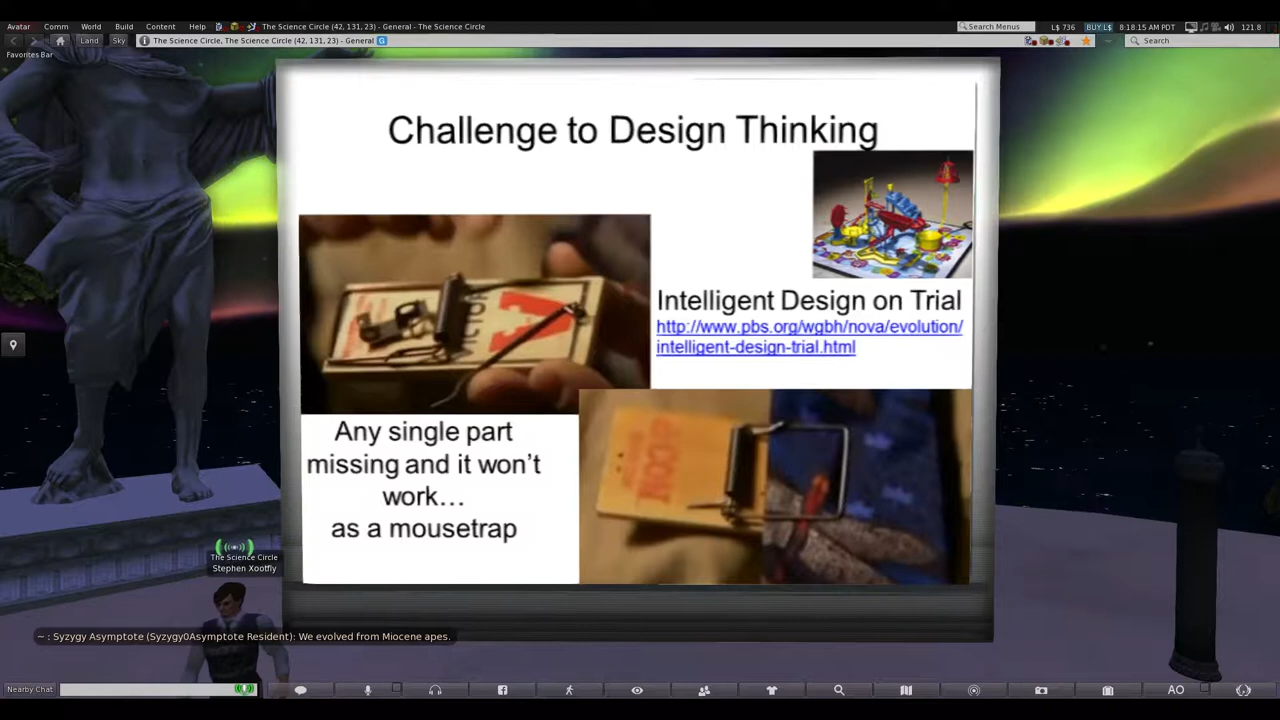 Avatar Comm World Build Content Help The Science Circle (42, 131, 23) - General - The Science Circle Search Menus L$ 736 BUY L$ 8:18:15 AM PDT 121.8
Land Sky The Science Circle, The Science Circle (42, 131, 23) - General G Search
Favorites Bar
Challenge to Design Thinking
Intelligent Design on Trial
http://www.pbs.org/wgbh/nova/evolution/
intelligent-design-trial.html
VICTOR
Any single part
missing and it won't
work...
as a mousetrap
The Science Circle
Stephen Xootfly
~ : Syzygy Asymptote (Syzygy0Asymptote Resident): We evolved from Miocene apes.
Nearby Chat AO